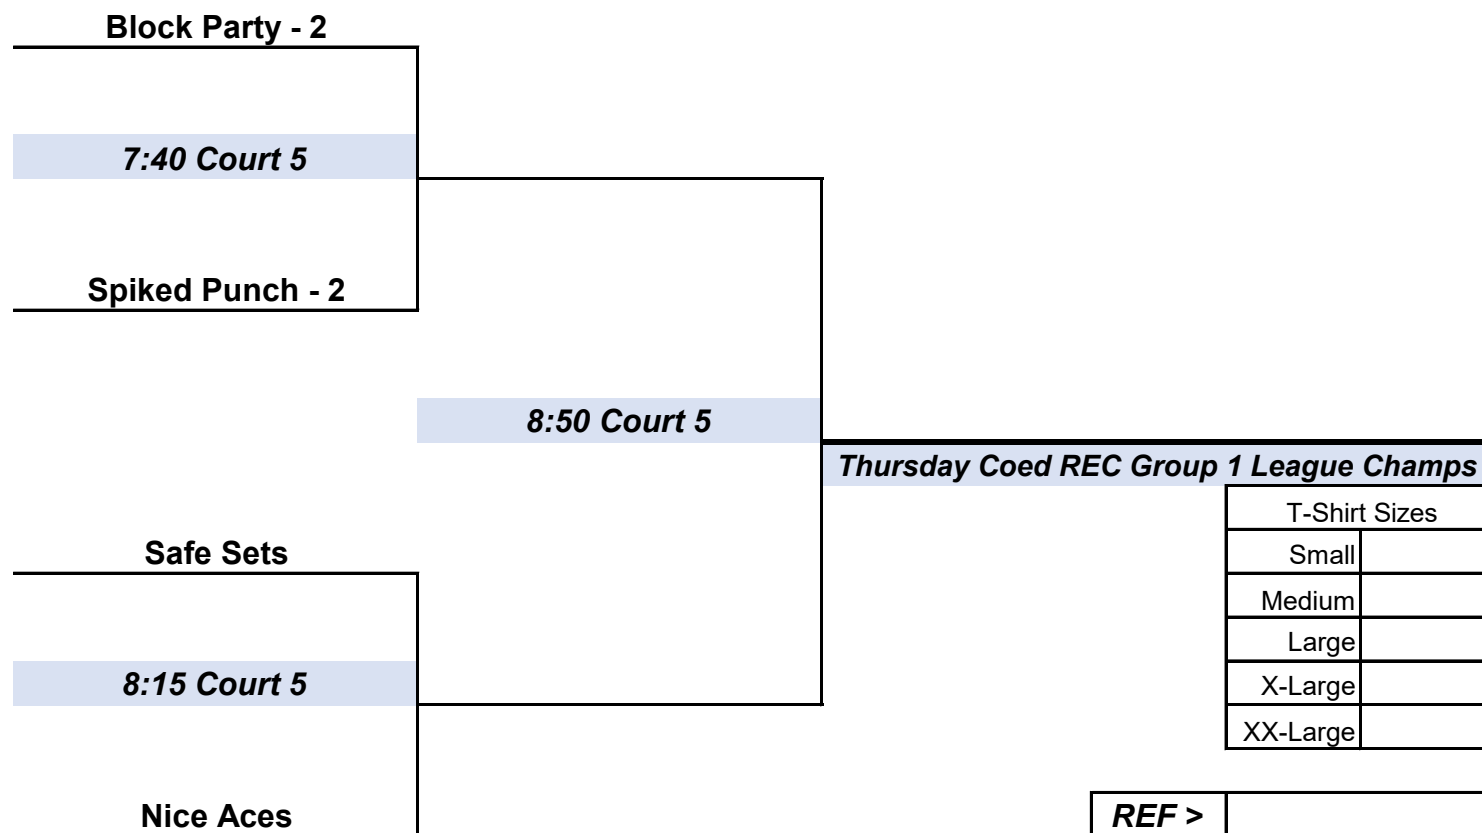 Block Party - 2
7:40 Court 5
Spiked Punch - 2
8:50 Court 5
Thursday Coed REC Group 1 League Champs
T-Shirt Sizes
Safe Sets
Small
Medium
Large
8:15 Court 5
X-Large
XX-Large
Nice Aces
REF >